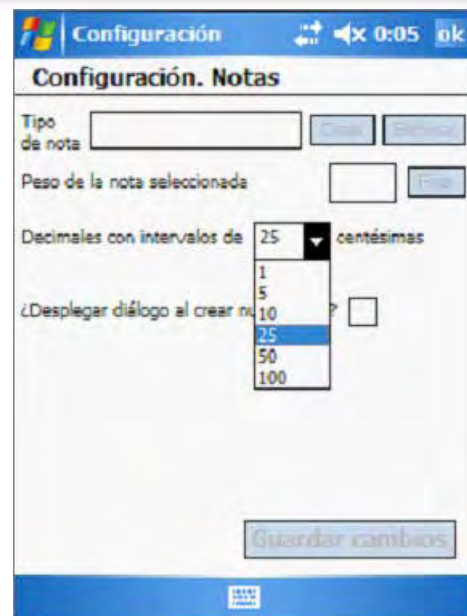 Configuración 0:05 ok
Configuración. Notas
Tipo
de nota
Peso de la nota seleccionada
Decimales con intervalos de 25 centésimas
1
5
¿Desplegar diálogo al crear ?
10
25
50
100
Guardar cambios